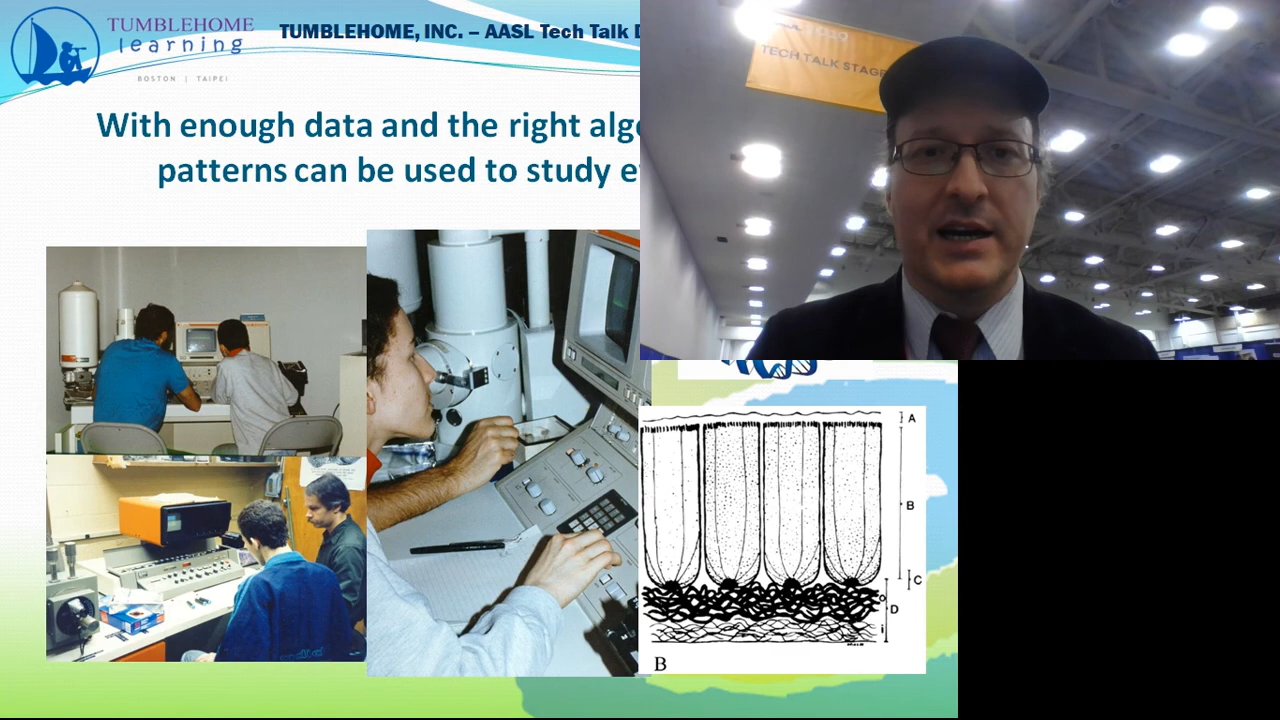 TUMBLEHOME
learning
BOSTON | TAIPEI
TUMBLEHOME, INC. – AASL Tech Talk
With enough data and the right
patterns can be used to study
TECH TALK STAGE
A
B
C
D
i
B